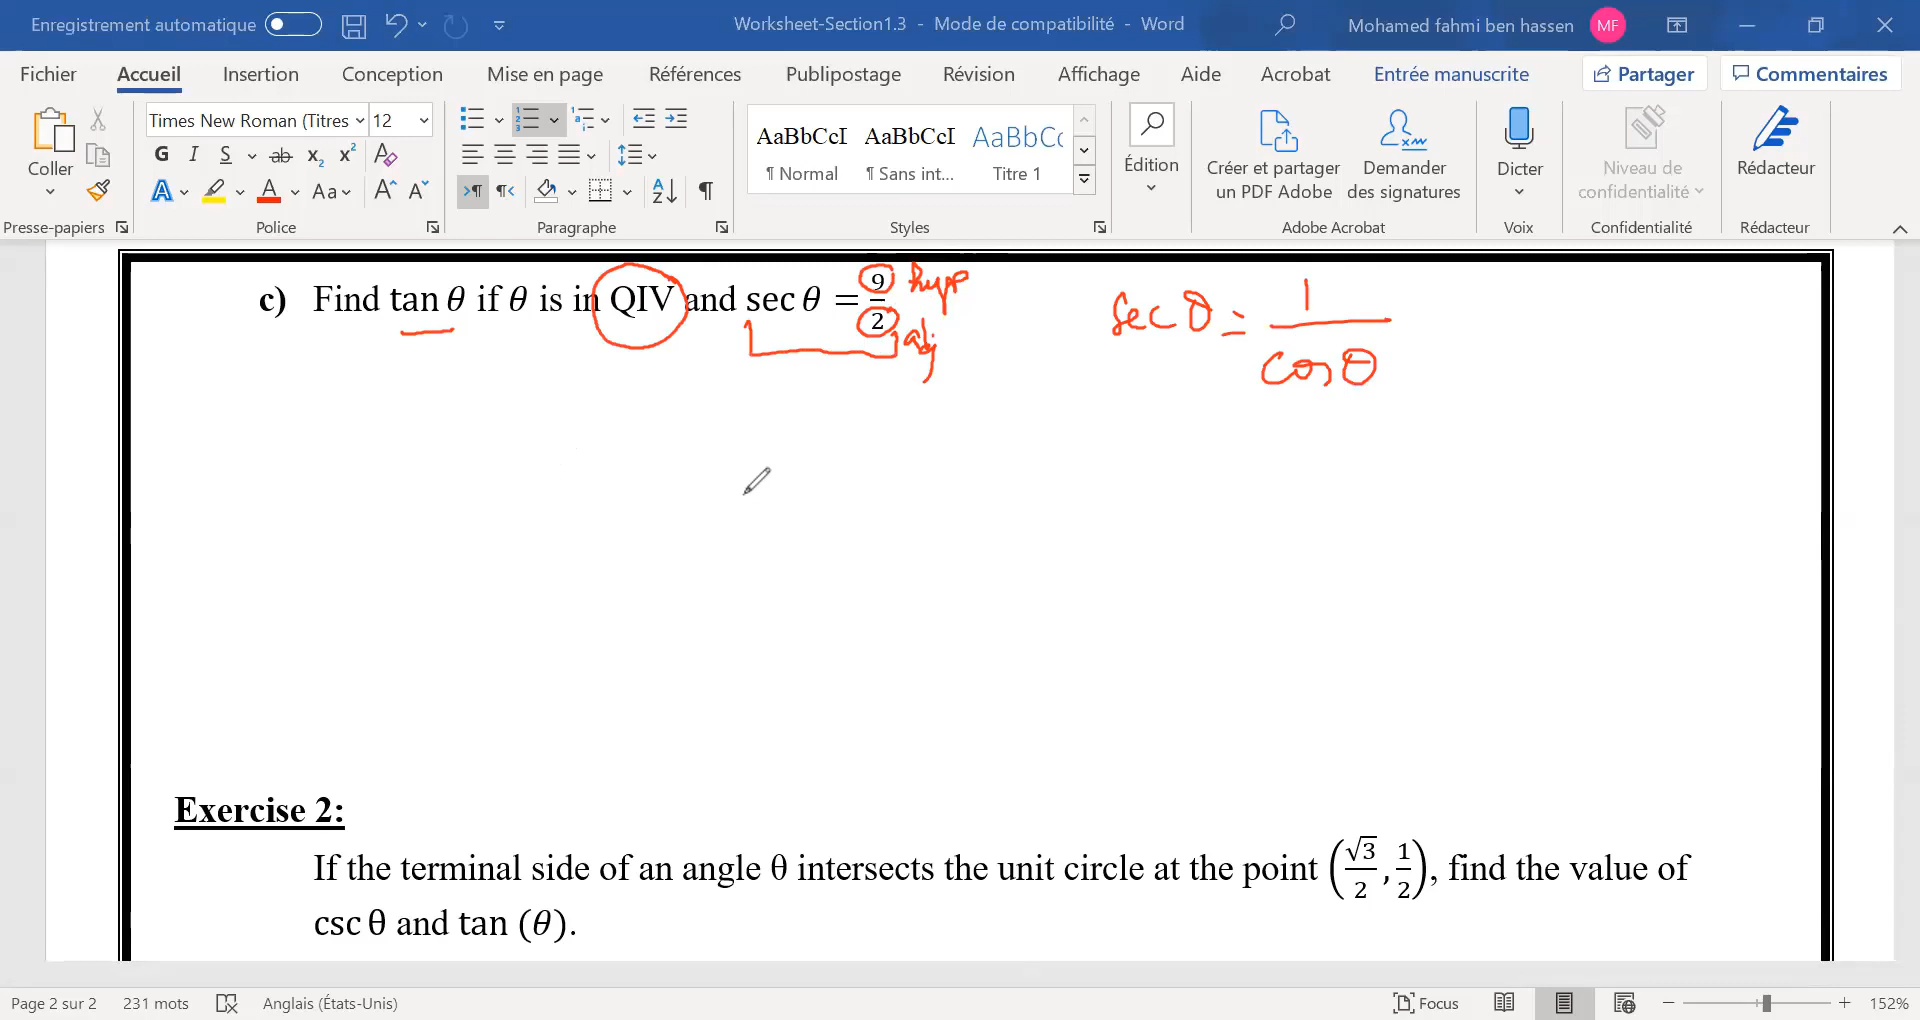 Enregistrement automatique
Worksheet-Section1.3 - Mode de compatibilité - Word
Mohamed fahmi ben hassen MF
Fichier Accueil Insertion Conception Mise en page Références Publipostage Révision Affichage Aide Acrobat Entrée manuscrite Partager Commentaires
Times New Roman (Titres 12
Coller
G I S ab x₂ x² A
A A Aa A^ Aˇ
AaBbCcI AaBbCcI AaBbCc
¶ Normal ¶ Sans int... Titre 1
Édition
Créer et partager
un PDF Adobe
Demander
des signatures
Dicter
Niveau de
confidentialité
Rédacteur
Presse-papiers Police Paragraphe Styles Adobe Acrobat Voix Confidentialité Rédacteur
c) Find tan θ if θ is in QIV and sec θ = 9/2
hyp
adj
sec θ = 1/cos θ
Exercise 2:
If the terminal side of an angle θ intersects the unit circle at the point (√3/2, 1/2), find the value of
csc θ and tan (θ).
Page 2 sur 2 231 mots Anglais (États-Unis) Focus 152%